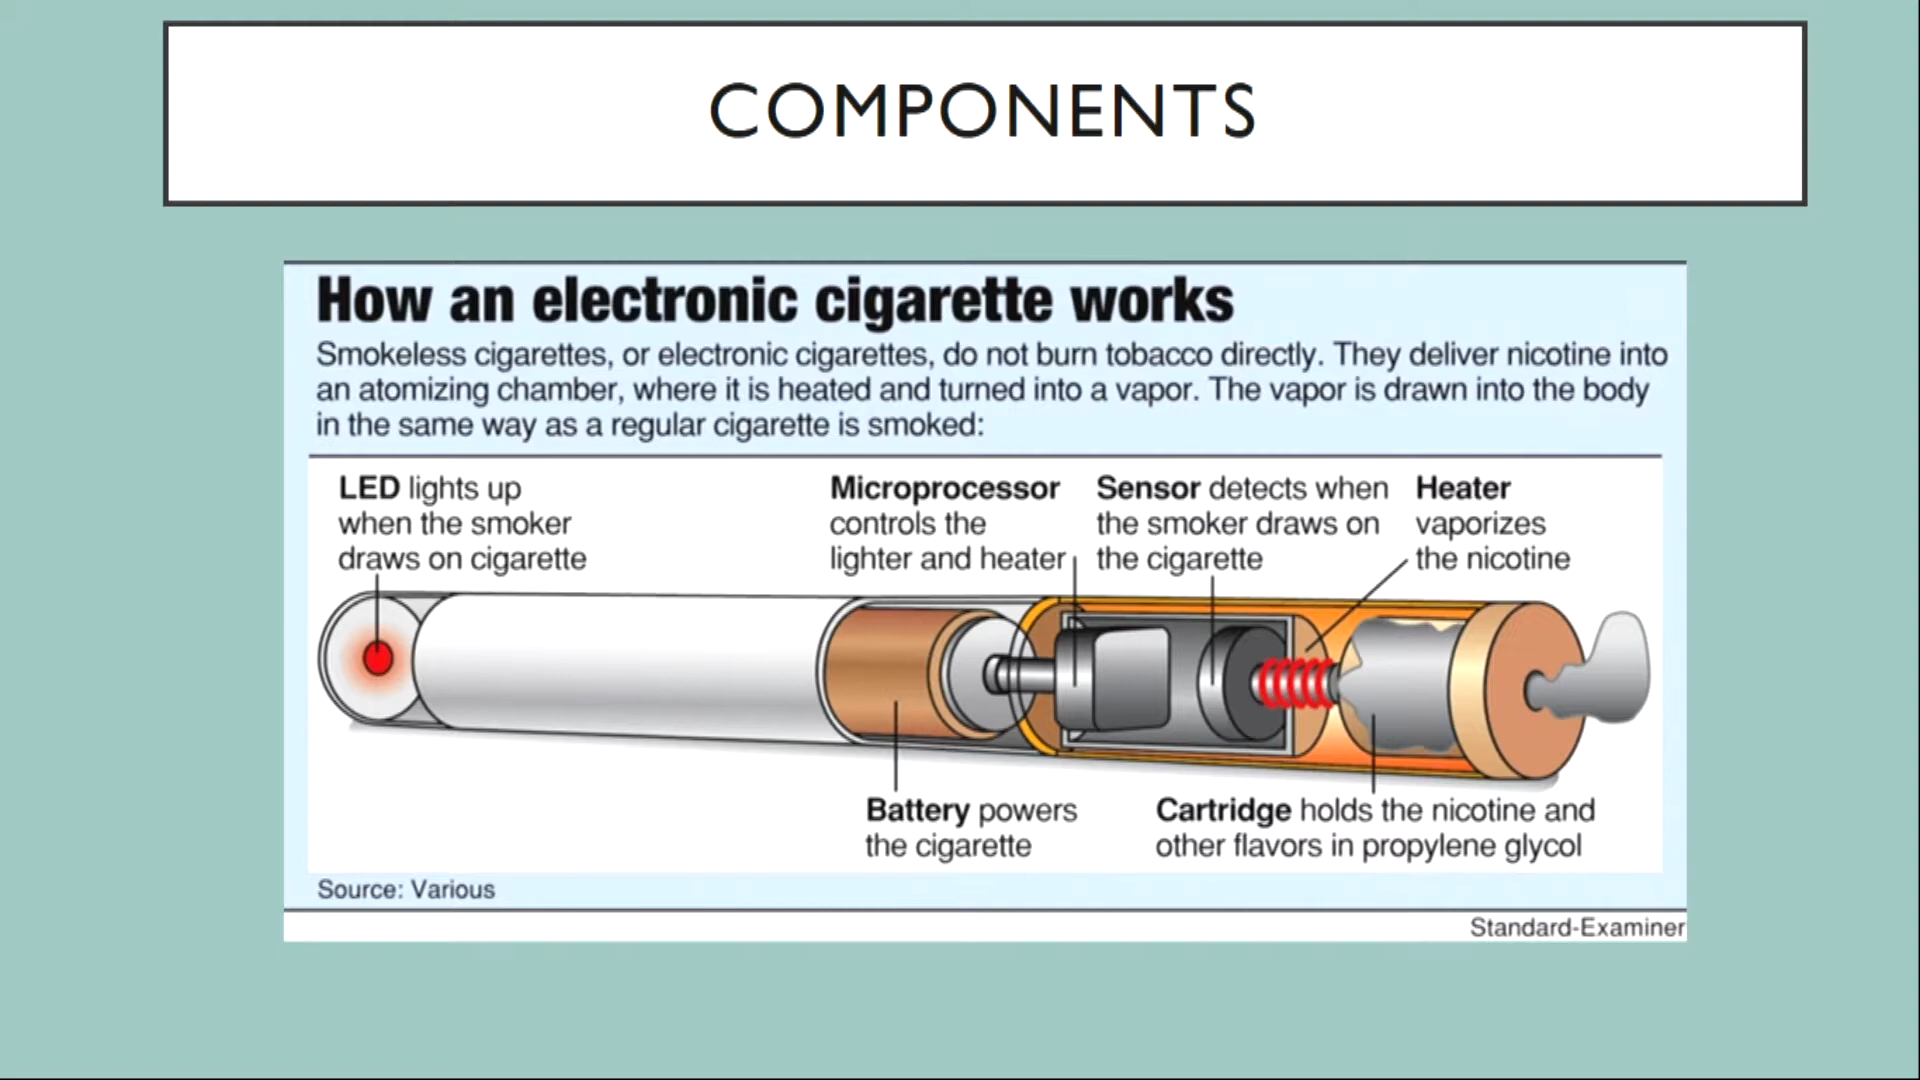 COMPONENTS
How an electronic cigarette works
Smokeless cigarettes, or electronic cigarettes, do not burn tobacco directly. They deliver nicotine into
an atomizing chamber, where it is heated and turned into a vapor. The vapor is drawn into the body
in the same way as a regular cigarette is smoked:
LED lights up
when the smoker
draws on cigarette
Microprocessor
controls the
lighter and heater
Sensor detects when
the smoker draws on
the cigarette
Heater
vaporizes
the nicotine
Battery powers
the cigarette
Cartridge holds the nicotine and
other flavors in propylene glycol
Source: Various
Standard-Examiner